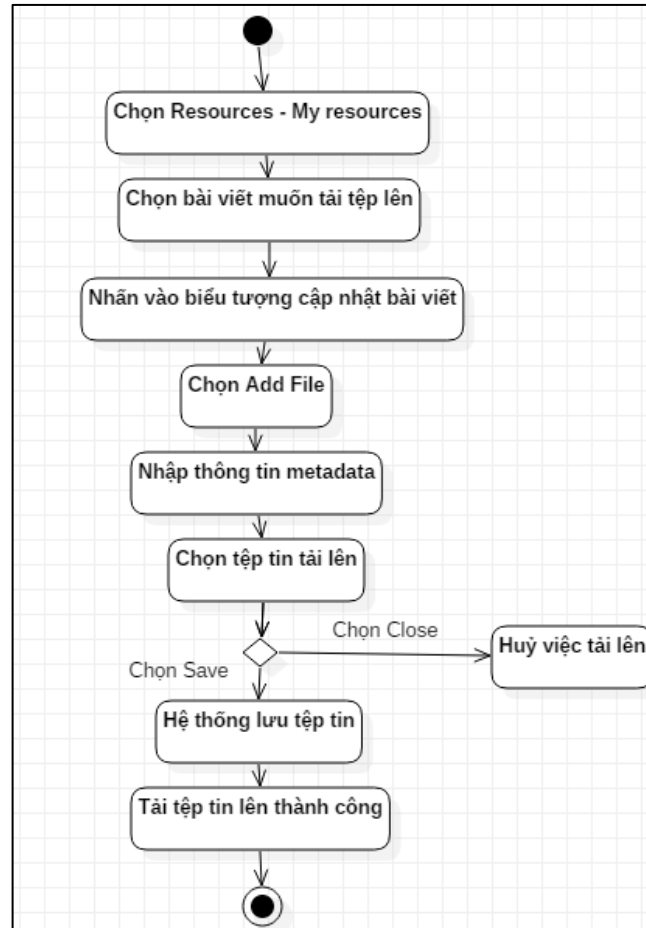 Chọn Resources - My resources
Chọn bài viết muốn tải tệp lên
Nhấn vào biểu tượng cập nhật bài viết
Chọn Add File
Nhập thông tin metadata
Chọn tệp tin tải lên
Chọn Close
Huỷ việc tải lên
Chọn Save
Hệ thống lưu tệp tin
Tải tệp tin lên thành công